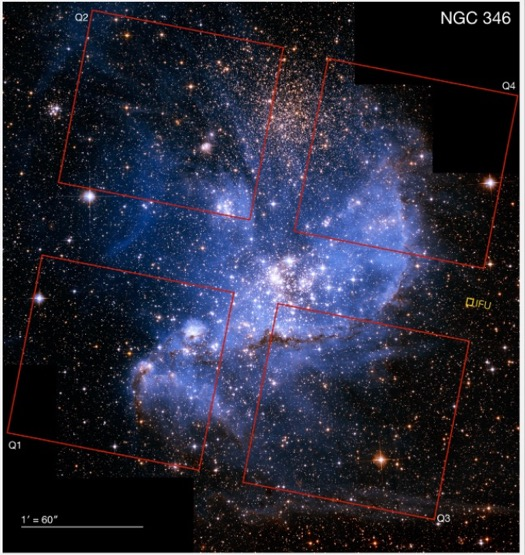 Q2
NGC 346
Q4
IFU
Q1
1' = 60"
Q3